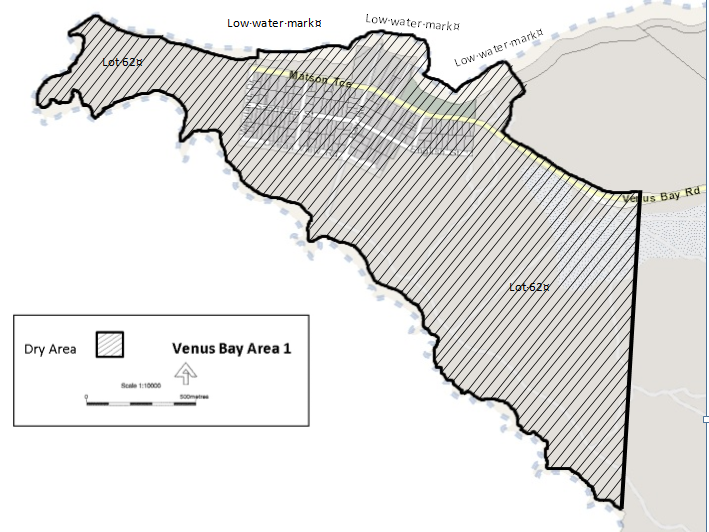 Low·water·mark¤
Low·water·mark¤
Low·water·mark¤
Lot·62¤
Matson Tce
Venus Bay Rd
Lot·62¤
Dry Area
Venus Bay Area 1
Scale 1:10000
0
500metres